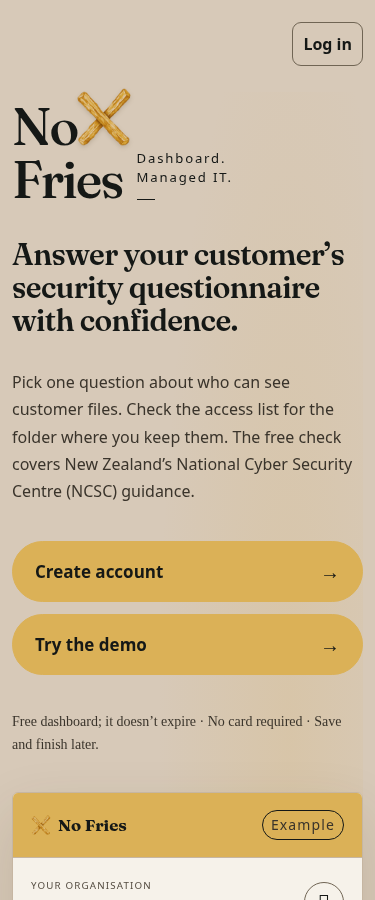 Log in
No
Fries
Dashboard.
Managed IT.
Answer your customer’s
security questionnaire
with confidence.
Pick one question about who can see
customer files. Check the access list for the
folder where you keep them. The free check
covers New Zealand’s National Cyber Security
Centre (NCSC) guidance.
Create account →
Try the demo →
Free dashboard; it doesn’t expire · No card required · Save
and finish later.
No Fries
Example
YOUR ORGANISATION